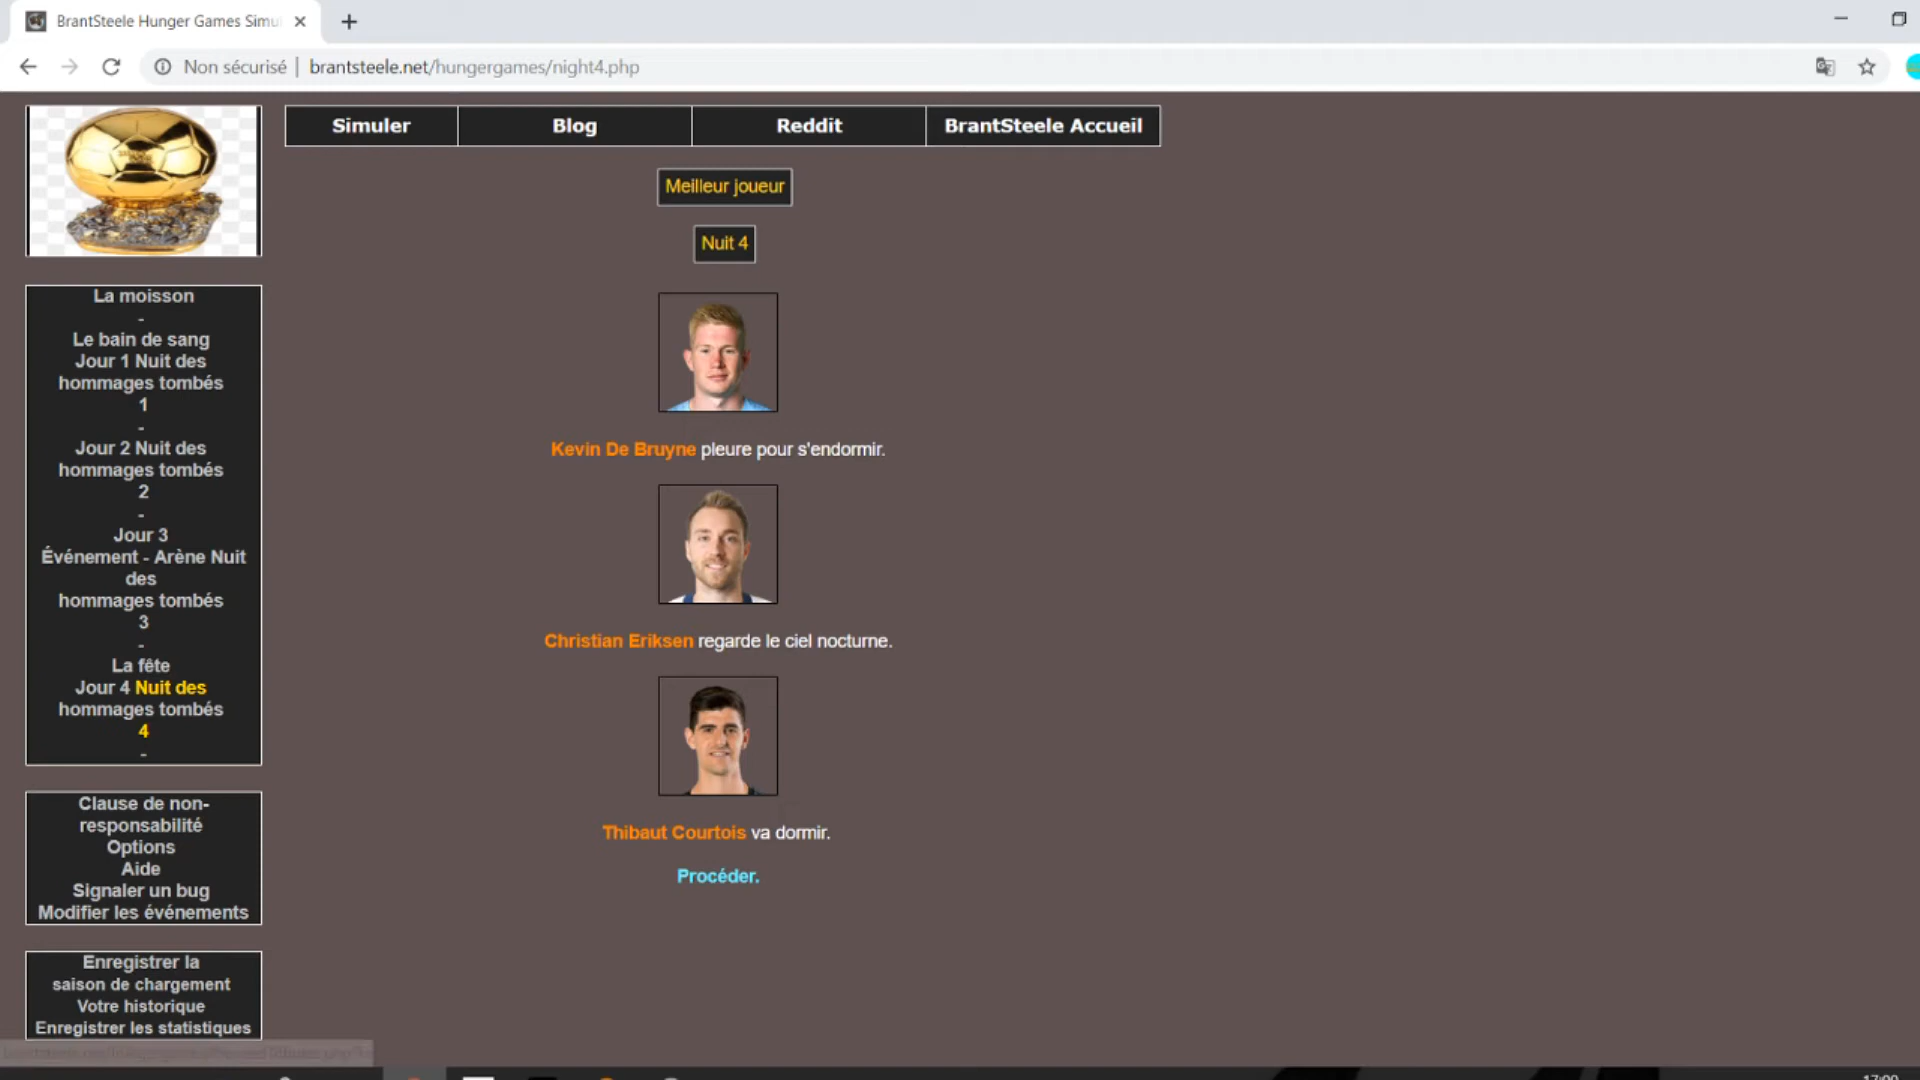 BrantSteele Hunger Games Simu
Non sécurisé | brantsteele.net/hungergames/night4.php
Simuler
Blog
Reddit
BrantSteele Accueil
Meilleur joueur
Nuit 4
Kevin De Bruyne pleure pour s'endormir.
Christian Eriksen regarde le ciel nocturne.
Thibaut Courtois va dormir.
Procéder.
La moisson
-
Le bain de sang
Jour 1 Nuit des
hommages tombés
1
-
Jour 2 Nuit des
hommages tombés
2
-
Jour 3
Événement - Arène Nuit
des
hommages tombés
3
-
La fête
Jour 4 Nuit des
hommages tombés
4
-
Clause de non-
responsabilité
Options
Aide
Signaler un bug
Modifier les événements
Enregistrer la
saison de chargement
Votre historique
Enregistrer les statistiques